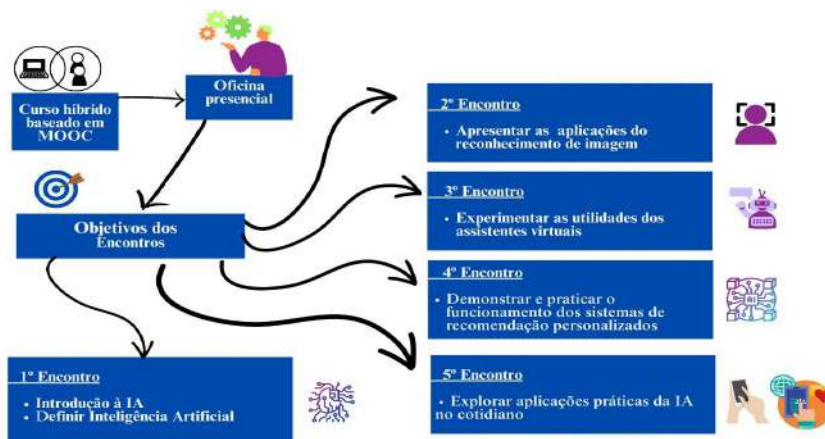 Oficina
presencial
Curso híbrido
baseado em
MOOC
Objetivos dos
Encontros
1º Encontro
• Introdução à IA
• Definir Inteligência Artificial
2º Encontro
• Apresentar as aplicações do
reconhecimento de imagem
3º Encontro
• Experimentar as utilidades dos
assistentes virtuais
4º Encontro
• Demonstrar e praticar o
funcionamento dos sistemas de
recomendação personalizados
5º Encontro
• Explorar aplicações práticas da IA
no cotidiano